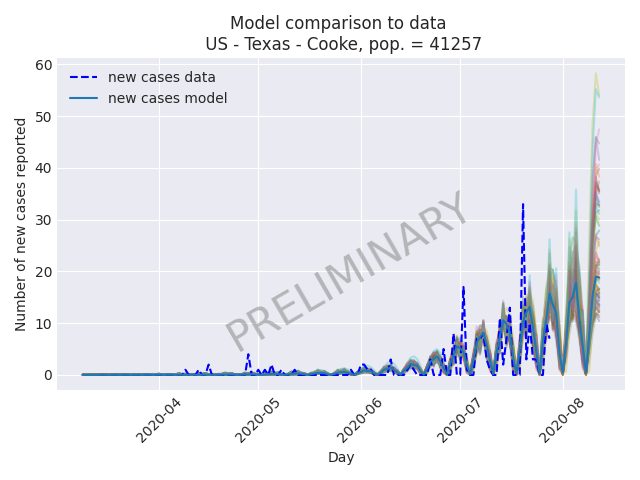 Model comparison to data
US - Texas - Cooke, pop. = 41257
60
50
40
30
20
10
0
Number of new cases reported
new cases data
new cases model
PRELIMINARY
2020-04
2020-05
2020-06
2020-07
2020-08
Day